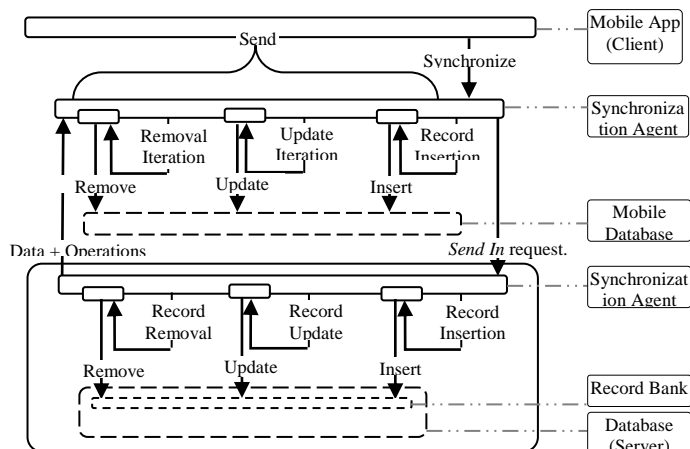 Mobile App
(Client)
Send
Synchronize
Synchroniza
tion Agent
Removal
Iteration
Update
Iteration
Record
Insertion
Remove
Update
Insert
Mobile
Database
Data + Operations
Send In request.
Synchronizat
ion Agent
Record
Removal
Record
Update
Record
Insertion
Remove
Update
Insert
Record Bank
Database
(Server)